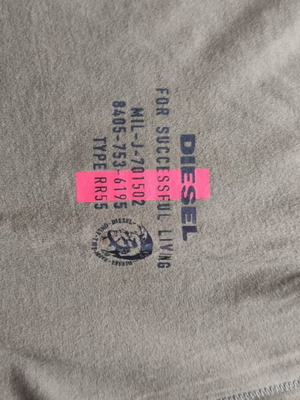 DIESEL
FOR SUCCESSFUL LIVING
MIL-J-701502
8405-753-6195
TYPE RR55